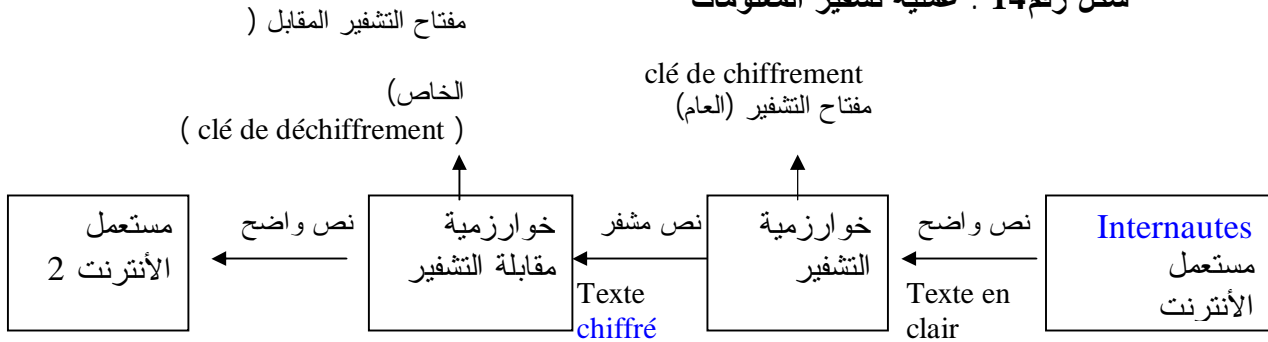 شكل رقم14 : عملية تشفير المعلومات
مفتاح التشفير المقابل (
الخاص)
( clé de déchiffrement )
clé de chiffrement
مفتاح التشفير (العام)
Internautes
مستعمل
الأنترنت
نص واضح
Texte en
clair
خوارزمية
التشفير
نص مشفر
Texte
chiffré
خوارزمية
مقابلة التشفير
نص واضح
مستعمل
الأنترنت 2